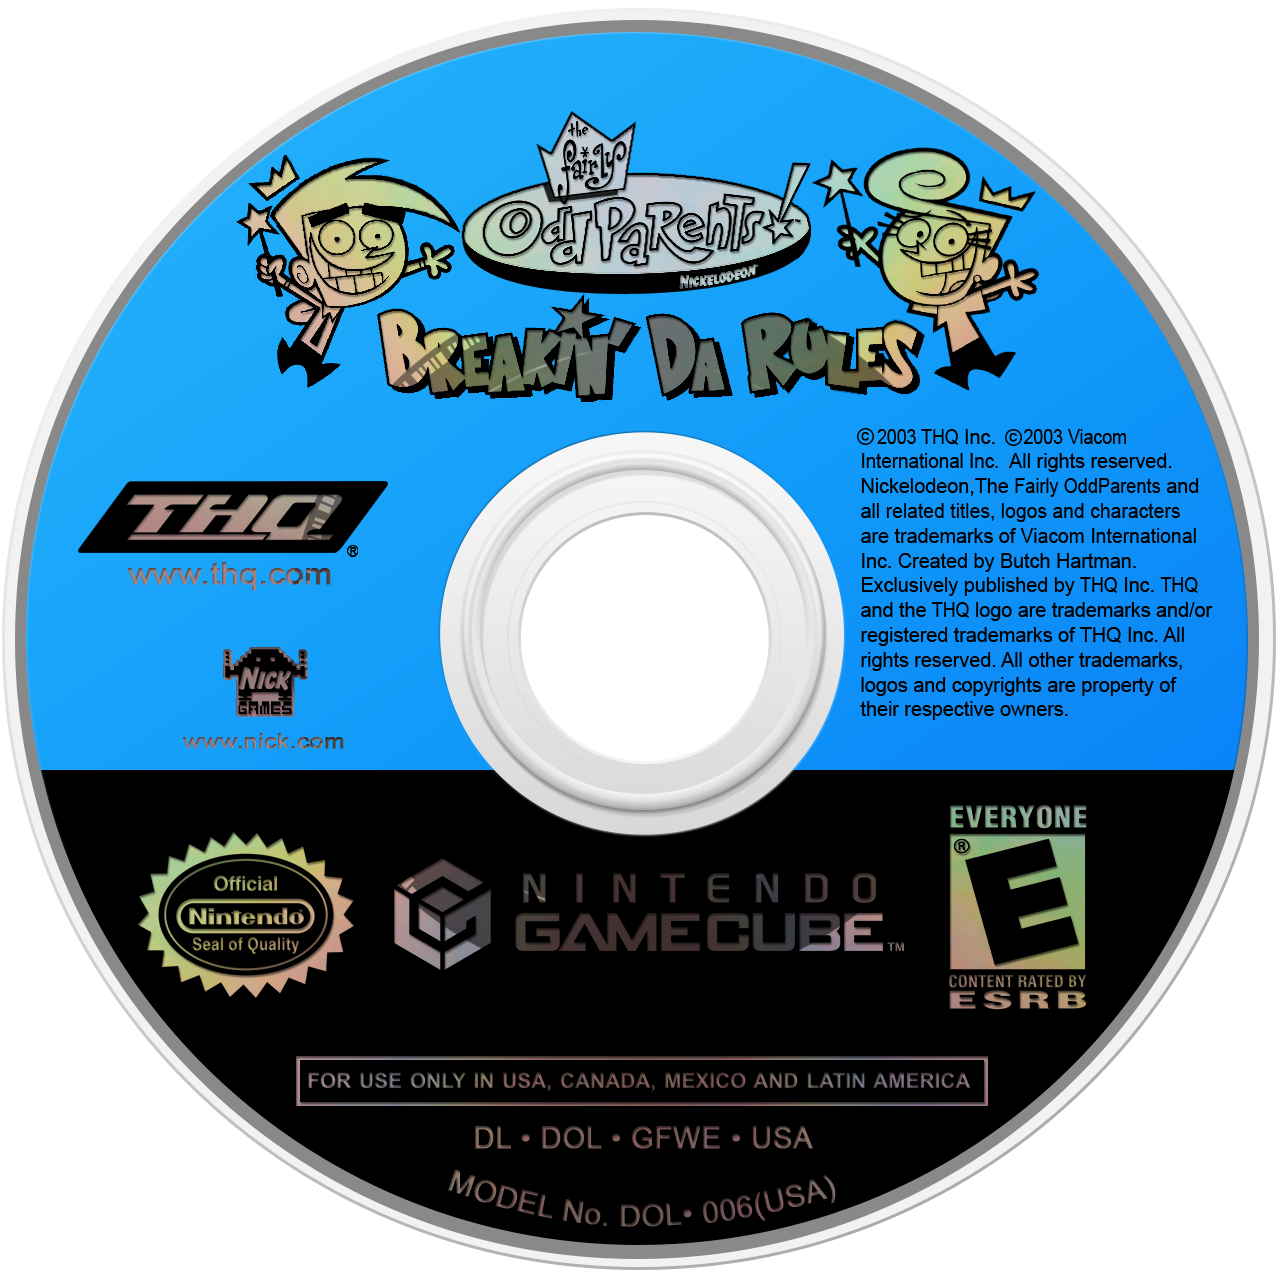 the
fairly
OddParents!
™
NICKELODEON™
BREAKIN' DA RULES
©2003 THQ Inc. ©2003 Viacom
International Inc. All rights reserved.
Nickelodeon,The Fairly OddParents and
all related titles, logos and characters
are trademarks of Viacom International
Inc. Created by Butch Hartman.
Exclusively published by THQ Inc. THQ
and the THQ logo are trademarks and/or
registered trademarks of THQ Inc. All
rights reserved. All other trademarks,
logos and copyrights are property of
their respective owners.
THQ®
www.thq.com
NICK
GAMES
www.nick.com
Official
Nintendo®
Seal of Quality
NINTENDO
GAMECUBE™
EVERYONE
®
E
CONTENT RATED BY
ESRB
FOR USE ONLY IN USA, CANADA, MEXICO AND LATIN AMERICA
DL • DOL • GFWE • USA
MODEL No. DOL• 006(USA)